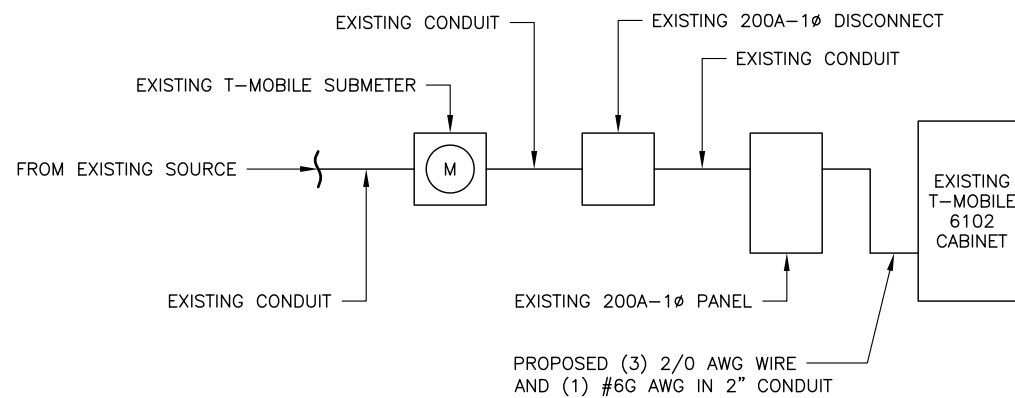 EXISTING CONDUIT
EXISTING 200A-1ø DISCONNECT
EXISTING CONDUIT
EXISTING T-MOBILE SUBMETER
FROM EXISTING SOURCE
M
EXISTING
T-MOBILE
6102
CABINET
EXISTING CONDUIT
EXISTING 200A-1ø PANEL
PROPOSED (3) 2/0 AWG WIRE
AND (1) #6G AWG IN 2" CONDUIT